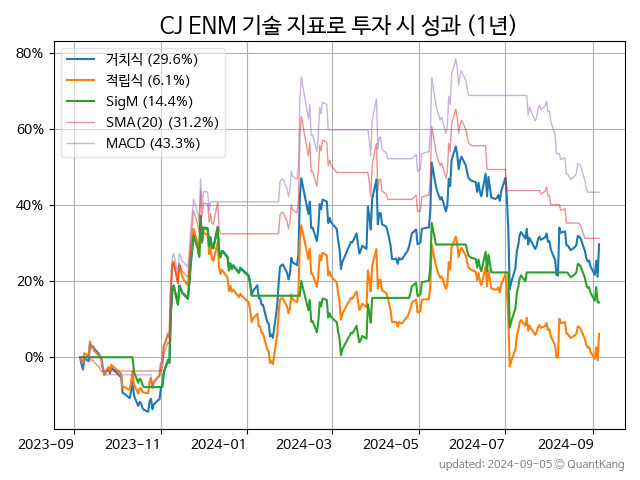 CJ ENM 기술 지표로 투자 시 성과 (1년)
80%
60%
40%
20%
0%
거치식 (29.6%)
적립식 (6.1%)
SigM (14.4%)
SMA(20) (31.2%)
MACD (43.3%)
2023-09 2023-11 2024-01 2024-03 2024-05 2024-07 2024-09
updated: 2024-09-05 © QuantKang